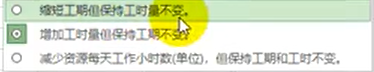 缩短工期但保持工时量不变。
增加工时量但保持工期不变。
减少资源每天工作小时数(单位)，但保持工期和工时不变。